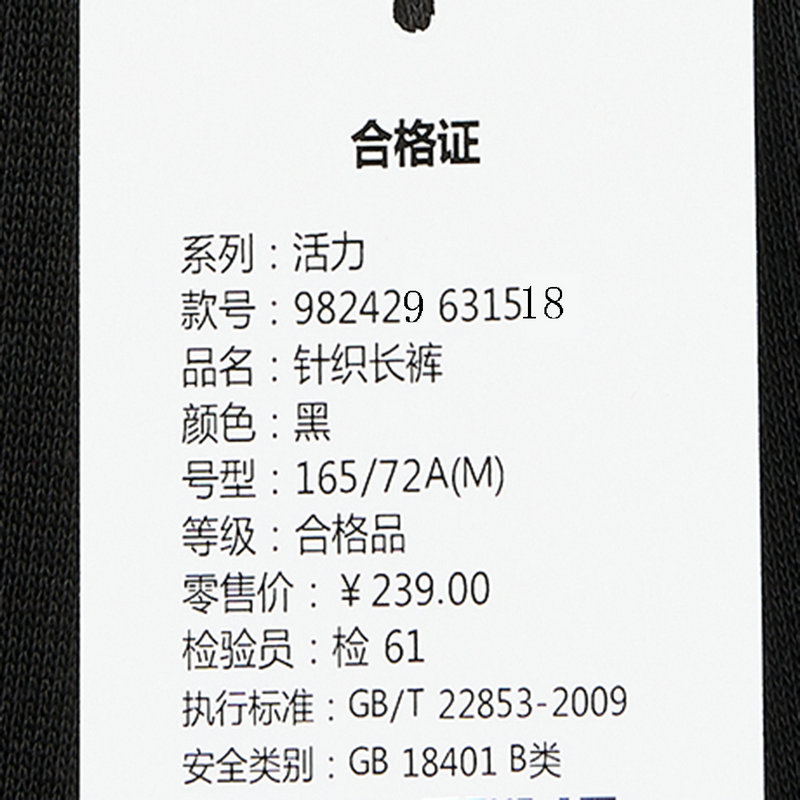 合格证
系列：活力
款号：982429 631518
品名：针织长裤
颜色：黑
号型：165/72A(M)
等级：合格品
零售价：￥239.00
检验员：检 61
执行标准：GB/T 22853-2009
安全类别：GB 18401 B类